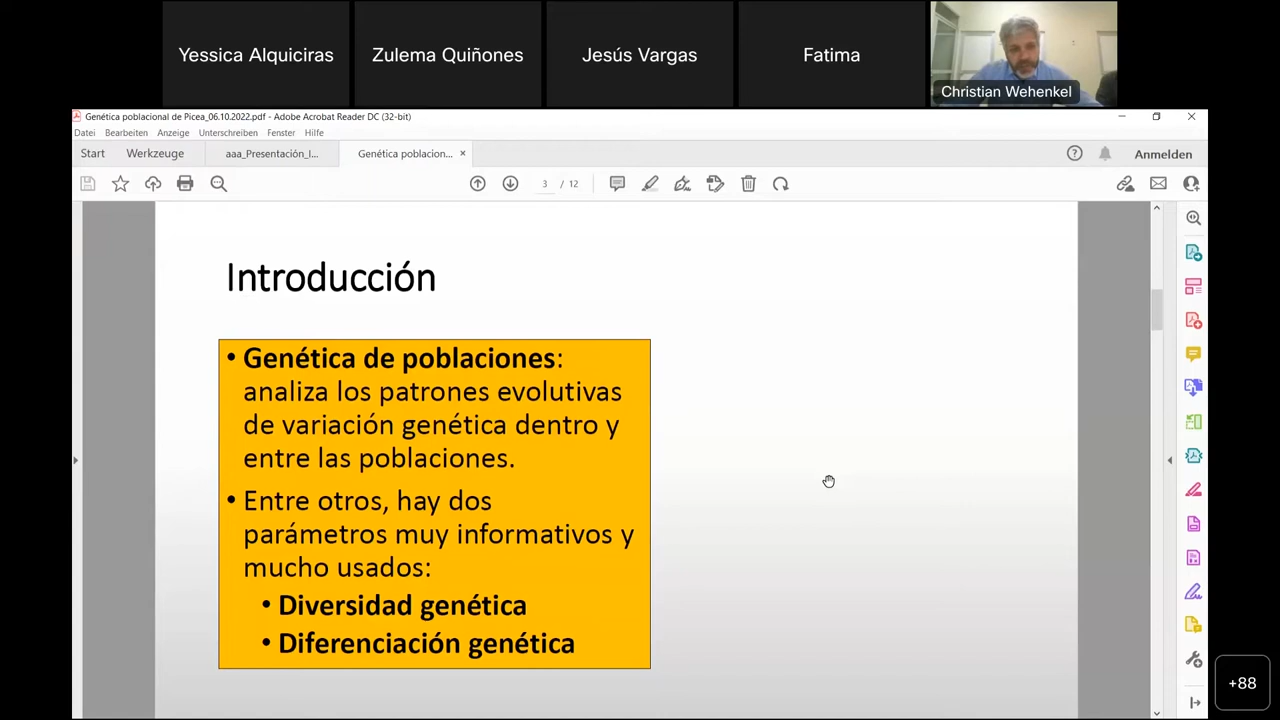 Yessica Alquiciras
Zulema Quiñones
Jesús Vargas
Fatima
Christian Wehenkel
Genética poblacional de Picea_06.10.2022.pdf - Adobe Acrobat Reader DC (32-bit)
Datei Bearbeiten Anzeige Unterschreiben Fenster Hilfe
Start Werkzeuge aaa_Presentación_I... Genética poblacion... ×
Anmelden
3 / 12
Introducción
• Genética de poblaciones:
analiza los patrones evolutivas
de variación genética dentro y
entre las poblaciones.
• Entre otros, hay dos
parámetros muy informativos y
mucho usados:
• Diversidad genética
• Diferenciación genética
+88